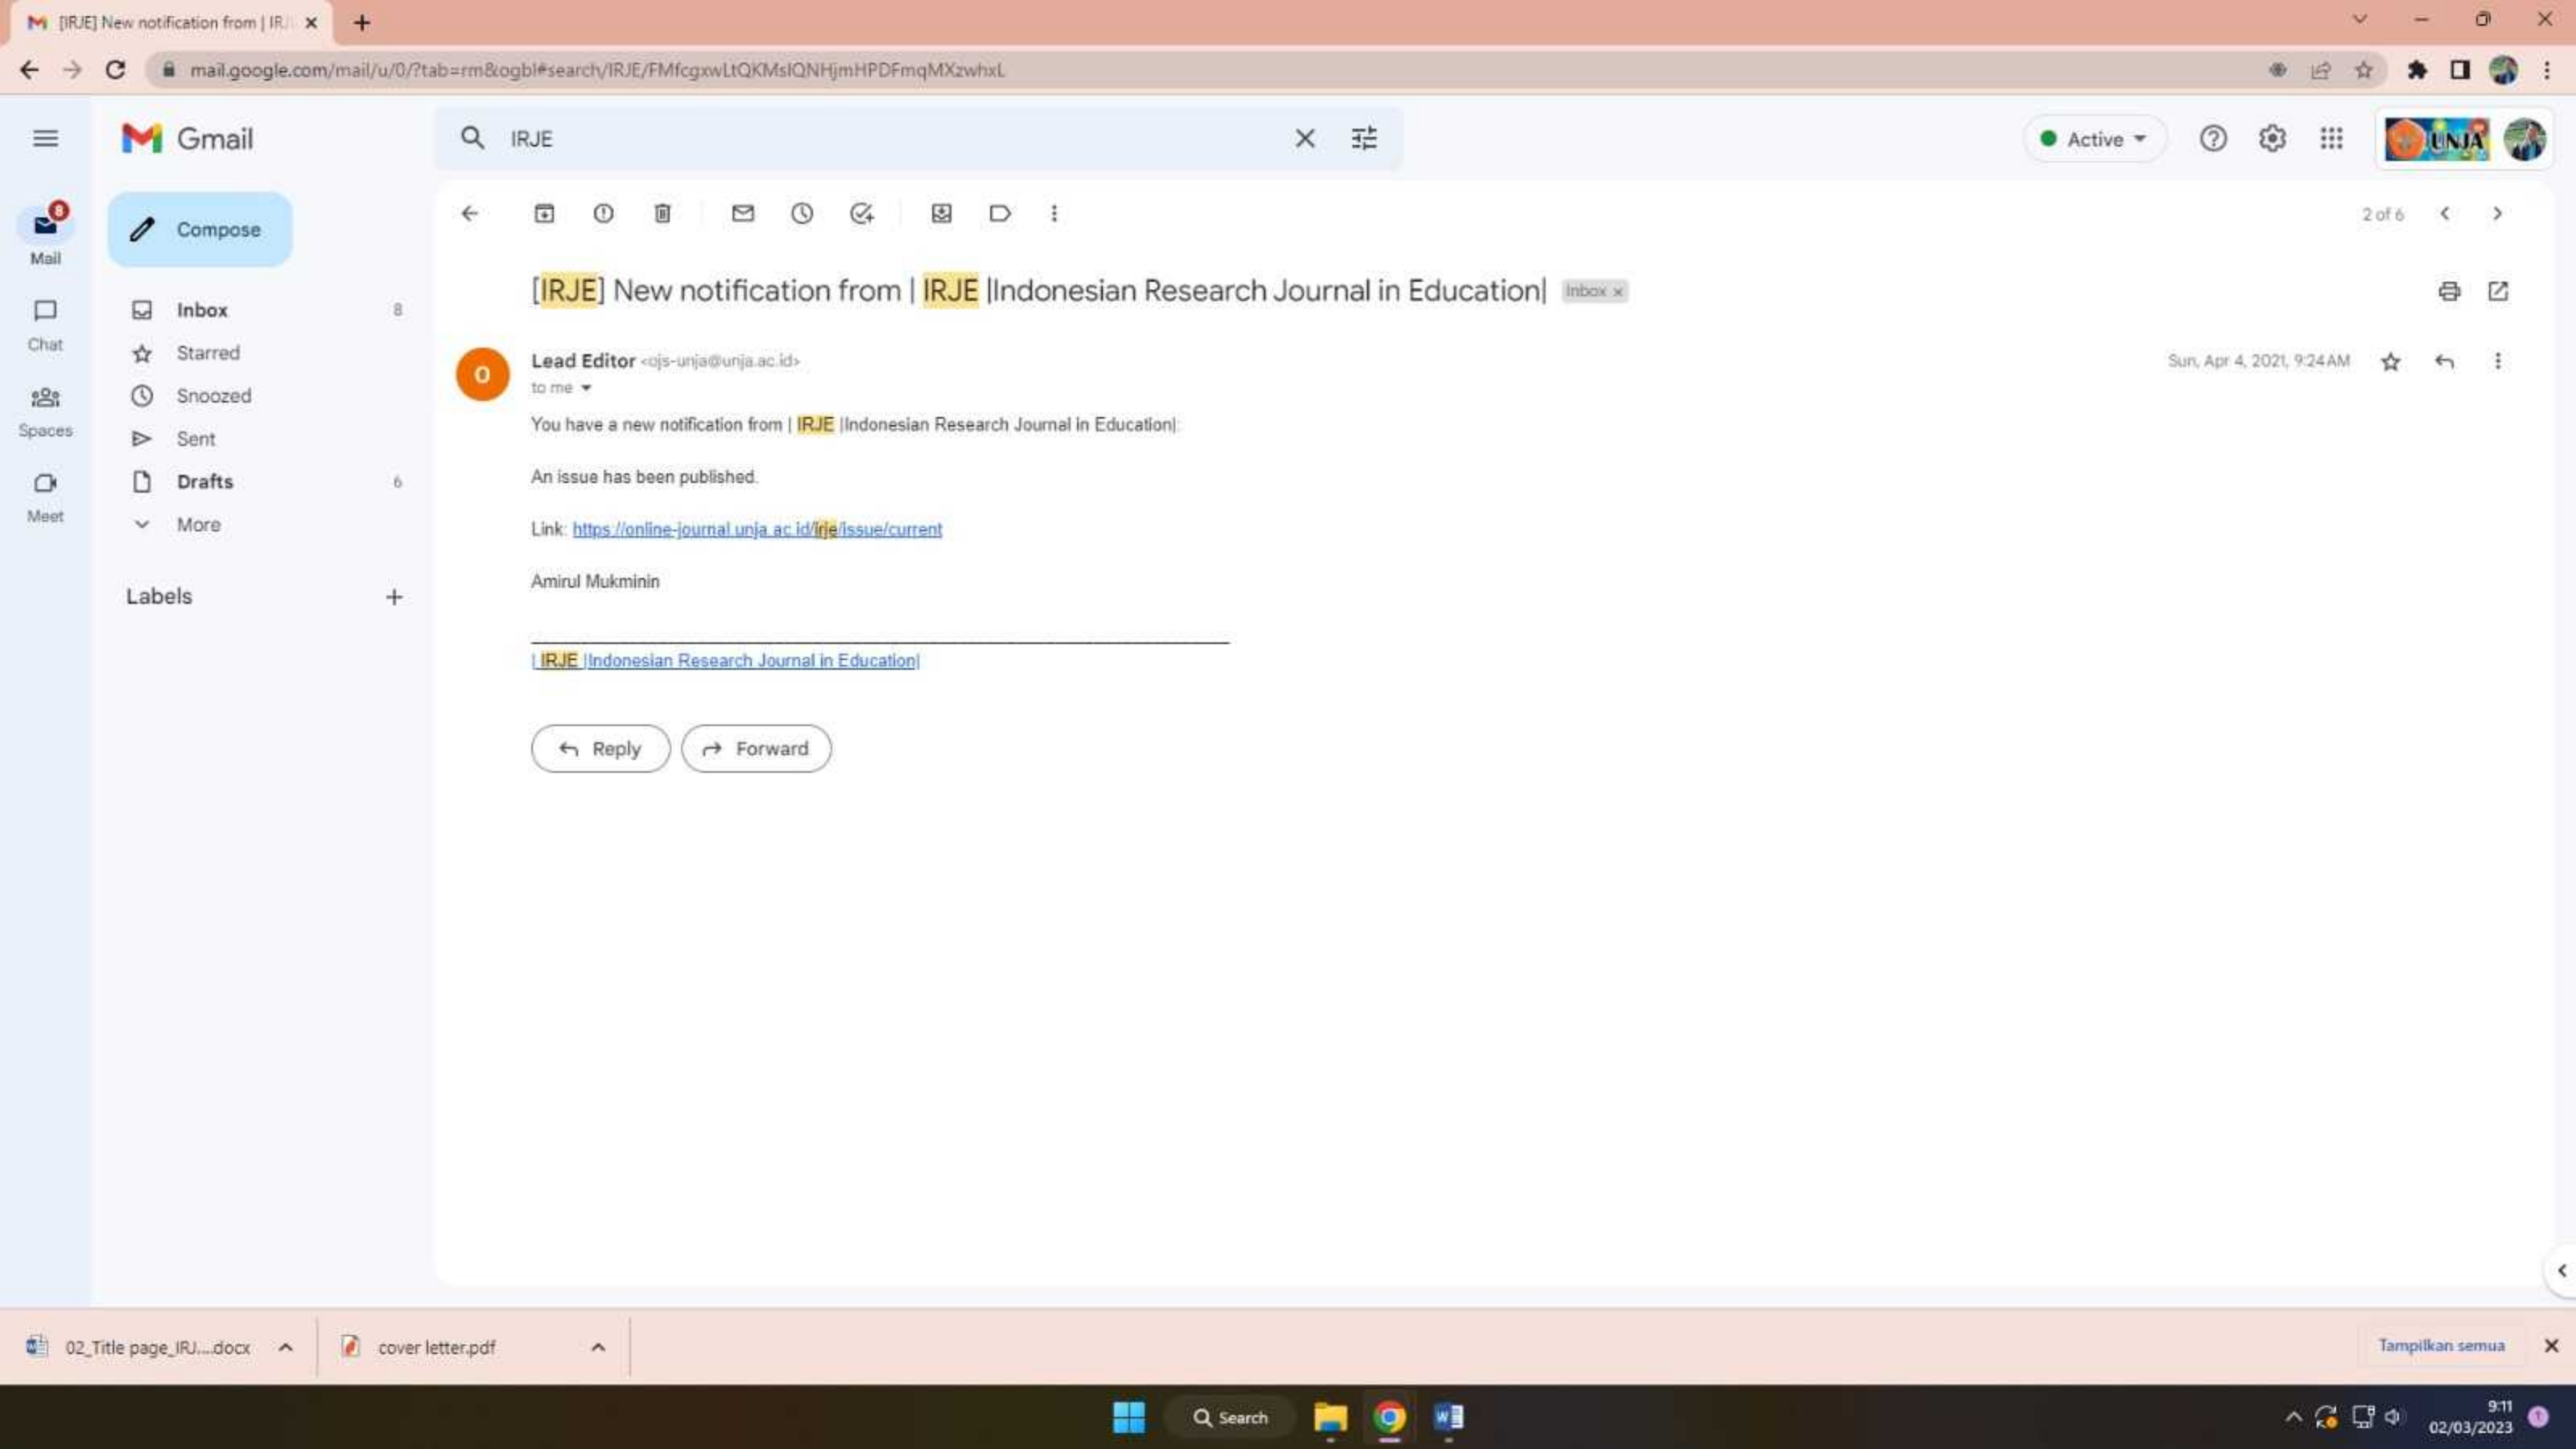 [IRJE] New notification from | IRJ
mail.google.com/mail/u/0/?tab=rm&ogbl#search/IRJE/FMfcgxwLtQKMslQNHjmHPDFmqMXzwhxL
Gmail
IRJE
Active
UNJA
8
Mail
Compose
2 of 6
[IRJE] New notification from | IRJE |Indonesian Research Journal in Education|
Inbox ×
Inbox 8
Chat
Starred
Snoozed
Spaces
Sent
Drafts 6
Meet
More
Labels
O
Lead Editor <ojs-unja@unja.ac.id>
Sun, Apr 4, 2021, 9:24 AM
to me
You have a new notification from | IRJE |Indonesian Research Journal in Education|:
An issue has been published.
Link: https://online-journal.unja.ac.id/irje/issue/current
Amirul Mukminin
| IRJE |Indonesian Research Journal in Education|
Reply
Forward
02_Title page_IRJ....docx
cover letter.pdf
Tampilkan semua
Search
9:11
02/03/2023
1